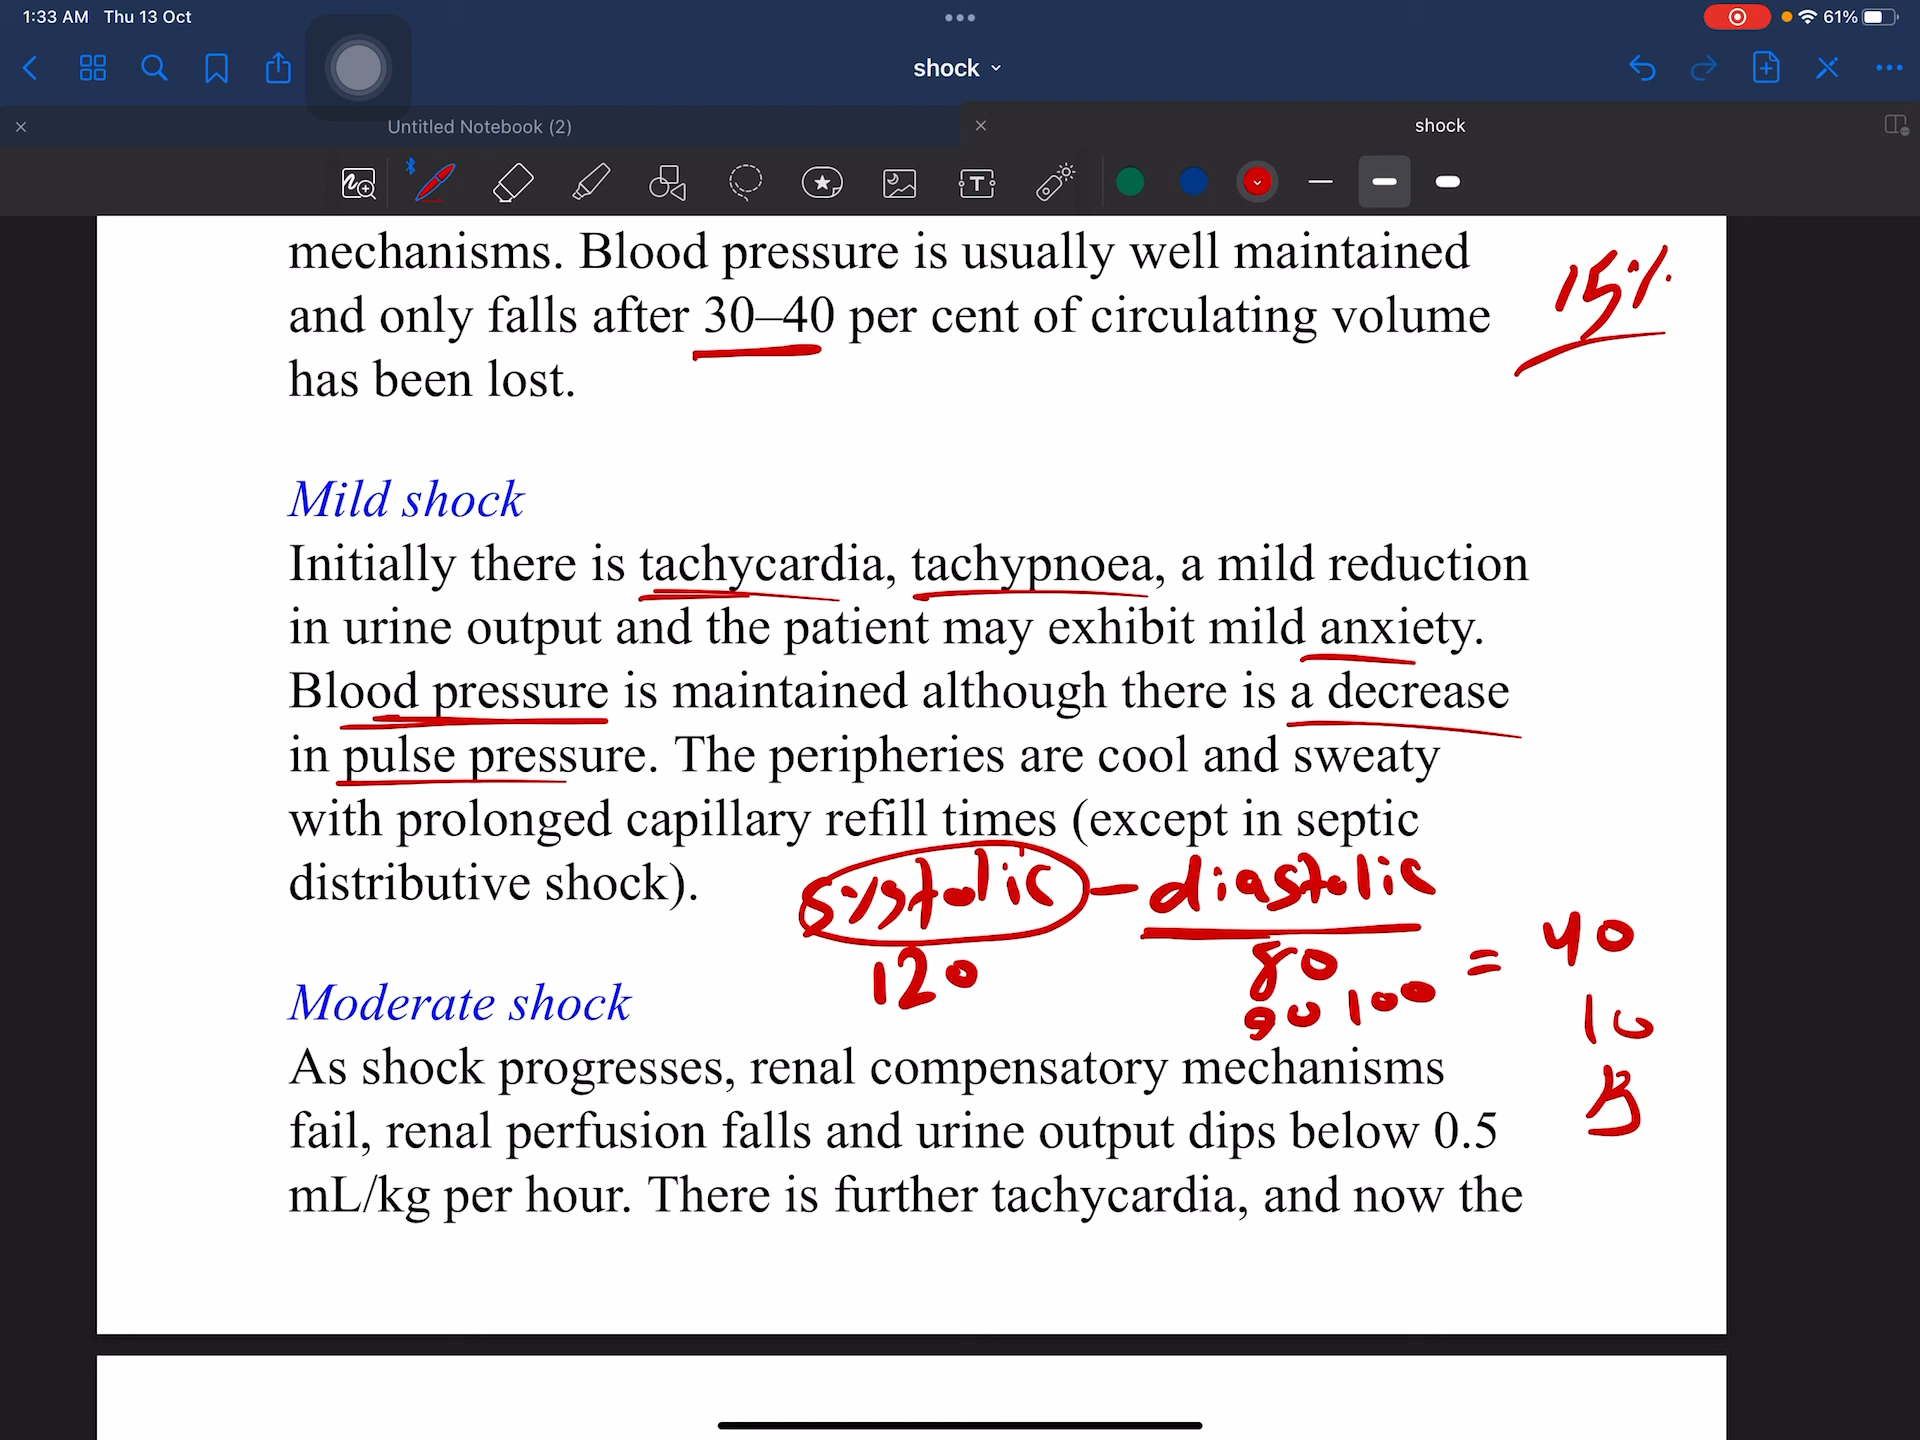 1:33 AM Thu 13 Oct
61%
shock
Untitled Notebook (2)
shock
mechanisms. Blood pressure is usually well maintained
and only falls after 30–40 per cent of circulating volume
has been lost.
15%
Mild shock
Initially there is tachycardia, tachypnoea, a mild reduction
in urine output and the patient may exhibit mild anxiety.
Blood pressure is maintained although there is a decrease
in pulse pressure. The peripheries are cool and sweaty
with prolonged capillary refill times (except in septic
distributive shock).
systolic – diastolic
120 80 = 40
90 100 10
Moderate shock
As shock progresses, renal compensatory mechanisms
fail, renal perfusion falls and urine output dips below 0.5
mL/kg per hour. There is further tachycardia, and now the